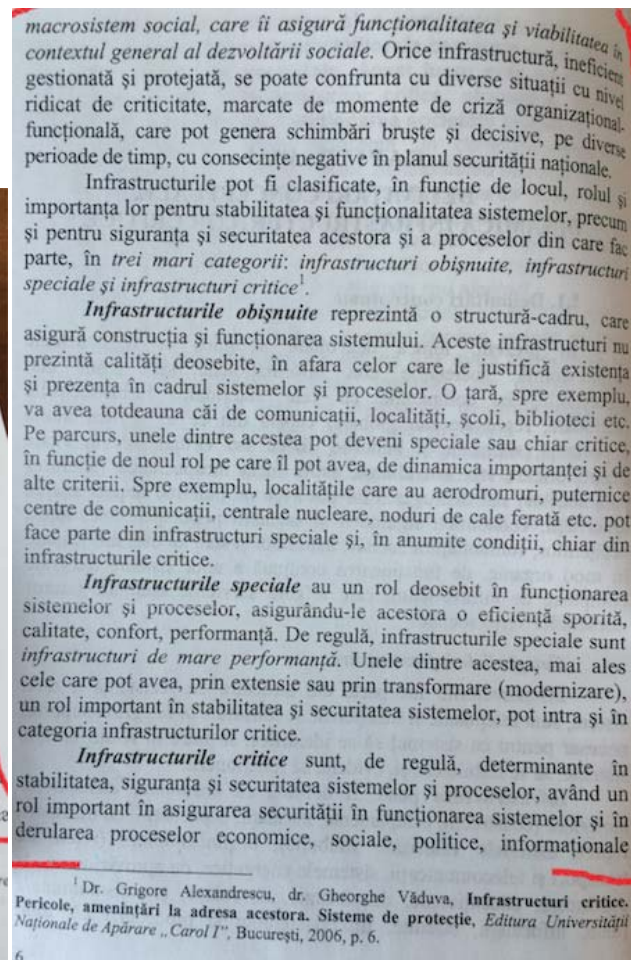 macrosistem social, care îi asigură funcționalitatea și viabilitatea în
contextul general al dezvoltării sociale. Orice infrastructură, ineficient
gestionată și protejată, se poate confrunta cu diverse situații cu nivel
ridicat de criticitate, marcate de momente de criză organizațional-
funcțională, care pot genera schimbări bruște și decisive, pe diverse
perioade de timp, cu consecințe negative în planul securității naționale.
Infrastructurile pot fi clasificate, în funcție de locul, rolul și
importanța lor pentru stabilitatea și funcționalitatea sistemelor, precum
și pentru siguranța și securitatea acestora și a proceselor din care fac
parte, în trei mari categorii: infrastructuri obișnuite, infrastructuri
speciale și infrastructuri critice¹.
Infrastructurile obișnuite reprezintă o structură-cadru, care
asigură construcția și funcționarea sistemului. Aceste infrastructuri nu
prezintă calități deosebite, în afara celor care le justifică existența
și prezența în cadrul sistemelor și proceselor. O țară, spre exemplu,
va avea totdeauna căi de comunicații, localități, școli, biblioteci etc.
Pe parcurs, unele dintre acestea pot deveni speciale sau chiar critice,
în funcție de noul rol pe care îl pot avea, de dinamica importanței și de
alte criterii. Spre exemplu, localitățile care au aerodromuri, puternice
centre de comunicații, centrale nucleare, noduri de cale ferată etc. pot
face parte din infrastructuri speciale și, în anumite condiții, chiar din
infrastructurile critice.
Infrastructurile speciale au un rol deosebit în funcționarea
sistemelor și proceselor, asigurându-le acestora o eficiență sporită,
calitate, confort, performanță. De regulă, infrastructurile speciale sunt
infrastructuri de mare performanță. Unele dintre acestea, mai ales
cele care pot avea, prin extensie sau prin transformare (modernizare),
un rol important în stabilitatea și securitatea sistemelor, pot intra și în
categoria infrastructurilor critice.
Infrastructurile critice sunt, de regulă, determinante în
stabilitatea, siguranța și securitatea sistemelor și proceselor, având un
rol important în asigurarea securității în funcționarea sistemelor și în
derularea proceselor economice, sociale, politice, informaționale
¹ Dr. Grigore Alexandrescu, dr. Gheorghe Văduva, Infrastructuri critice.
Pericole, amenințări la adresa acestora. Sisteme de protecție, Editura Universității
Naționale de Apărare „Carol I”, București, 2006, p. 6.
6